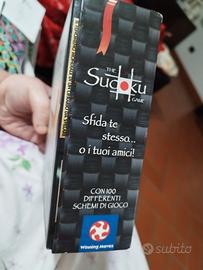 THE
Sudoku
GAME
Sfida te
stesso...
o i tuoi amici!
CON 100
DIFFERENTI
SCHEMI DI GIOCO
Winning Moves
subito